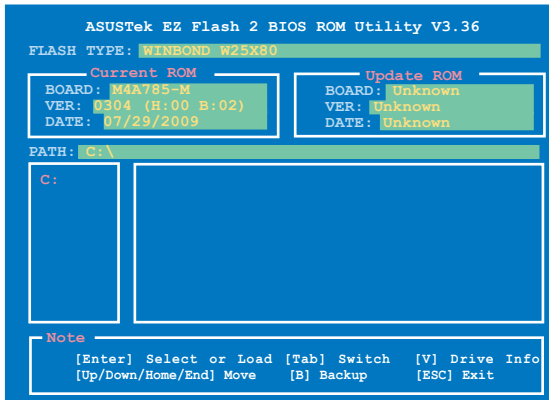 ASUSTek EZ Flash 2 BIOS ROM Utility V3.36
FLASH TYPE: WINBOND W25X80
Current ROM
BOARD: M4A785-M
VER: 0304 (H:00 B:02)
DATE: 07/29/2009
Update ROM
BOARD: Unknown
VER: Unknown
DATE: Unknown
PATH: C:\
C:
Note
[Enter] Select or Load [Tab] Switch [V] Drive Info
[Up/Down/Home/End] Move [B] Backup [ESC] Exit